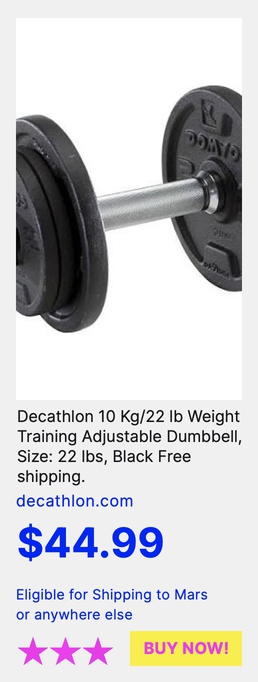 Decathlon 10 Kg/22 lb Weight
Training Adjustable Dumbbell,
Size: 22 lbs, Black Free
shipping.
decathlon.com
$44.99
Eligible for Shipping to Mars
or anywhere else
BUY NOW!